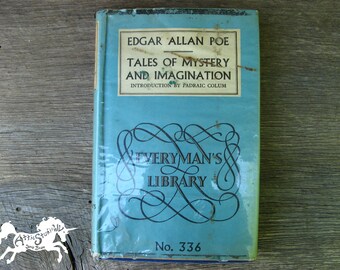 EDGAR ALLAN POE
TALES OF MYSTERY
AND IMAGINATION
INTRODUCTION BY PADRAIC COLUM
EVERYMAN'S
LIBRARY
No. 336